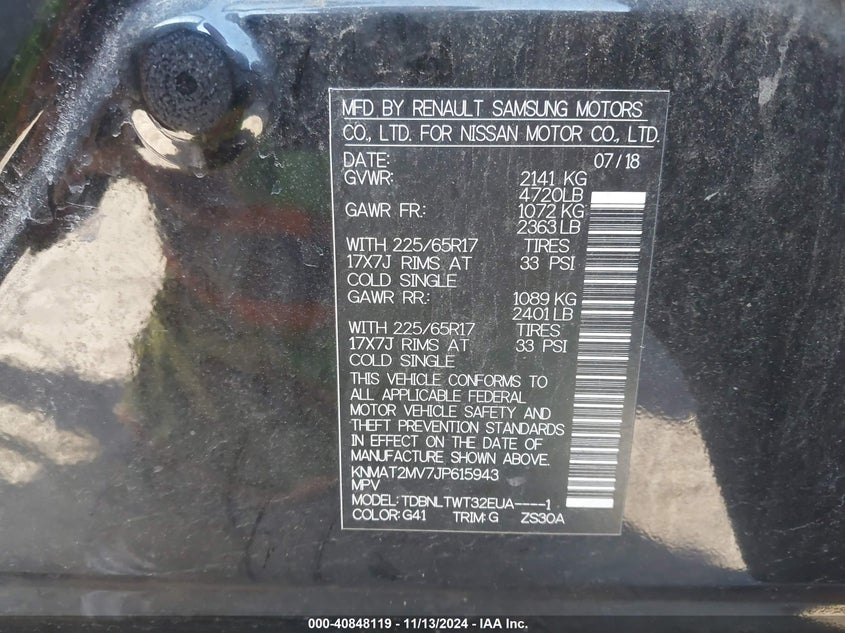 MFD BY RENAULT SAMSUNG MOTORS
CO., LTD. FOR NISSAN MOTOR CO., LTD.
DATE: 07/18
GVWR: 2141 KG
4720LB
GAWR FR.: 1072 KG
2363 LB
WITH 225/65R17 TIRES
17X7J RIMS AT 33 PSI
COLD SINGLE
GAWR RR.: 1089 KG
2401 LB
WITH 225/65R17 TIRES
17X7J RIMS AT 33 PSI
COLD SINGLE
THIS VEHICLE CONFORMS TO
ALL APPLICABLE FEDERAL
MOTOR VEHICLE SAFETY AND
THEFT PREVENTION STANDARDS
IN EFFECT ON THE DATE OF
MANUFACTURE SHOWN ABOVE.
KNMAT2MV7JP615943
MPV
MODEL: TDBNLTWT32EUA----1
COLOR: G41 TRIM: G ZS30A
000-40848119 - 11/13/2024 - IAA Inc.